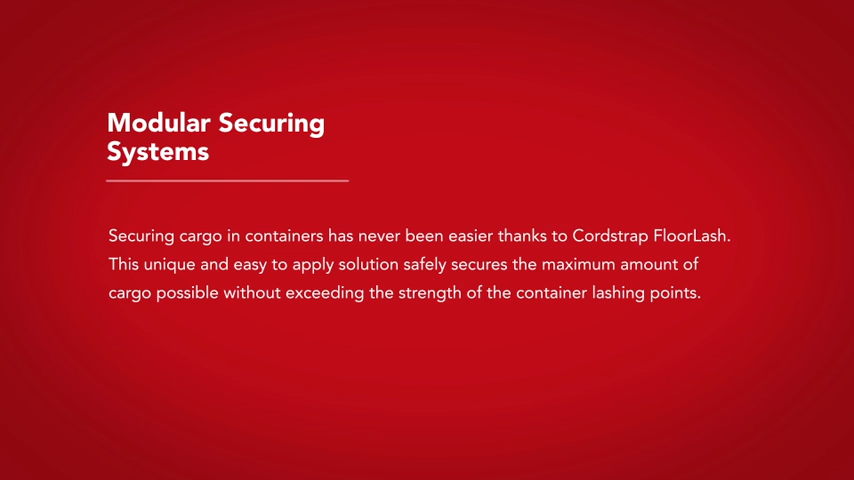 Modular Securing
Systems
Securing cargo in containers has never been easier thanks to Cordstrap FloorLash.
This unique and easy to apply solution safely secures the maximum amount of
cargo possible without exceeding the strength of the container lashing points.